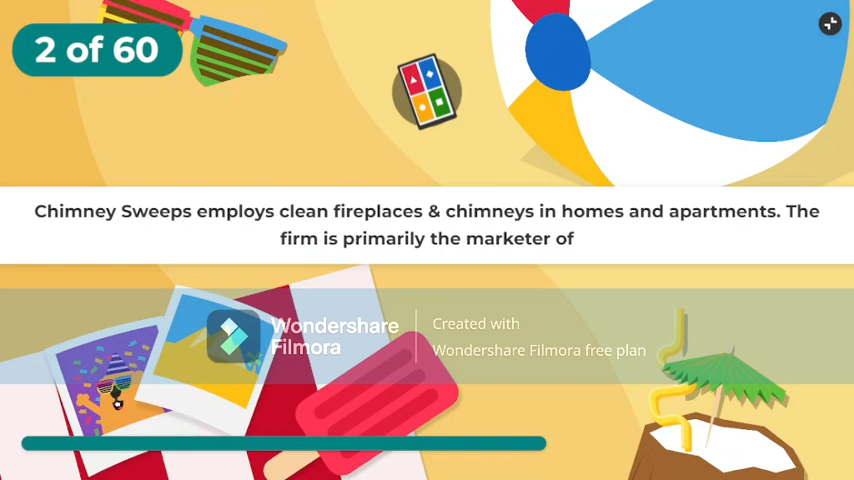 2 of 60
Chimney Sweeps employs clean fireplaces & chimneys in homes and apartments. The
firm is primarily the marketer of
Wondershare
Filmora
Created with
Wondershare Filmora free plan